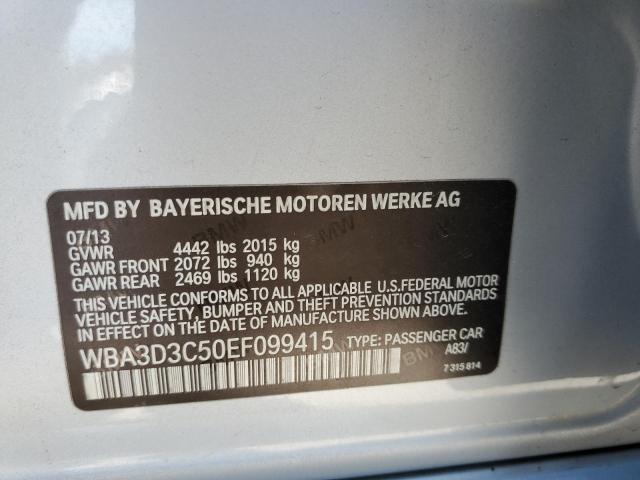 MFD BY BAYERISCHE MOTOREN WERKE AG
07/13
GVWR 4442 lbs 2015 kg
GAWR FRONT 2072 lbs 940 kg
GAWR REAR 2469 lbs 1120 kg
THIS VEHICLE CONFORMS TO ALL APPLICABLE U.S.FEDERAL MOTOR
VEHICLE SAFETY, BUMPER AND THEFT PREVENTION STANDARDS
IN EFFECT ON THE DATE OF MANUFACTURE SHOWN ABOVE.
WBA3D3C50EF099415 TYPE: PASSENGER CAR
A83/
7315814